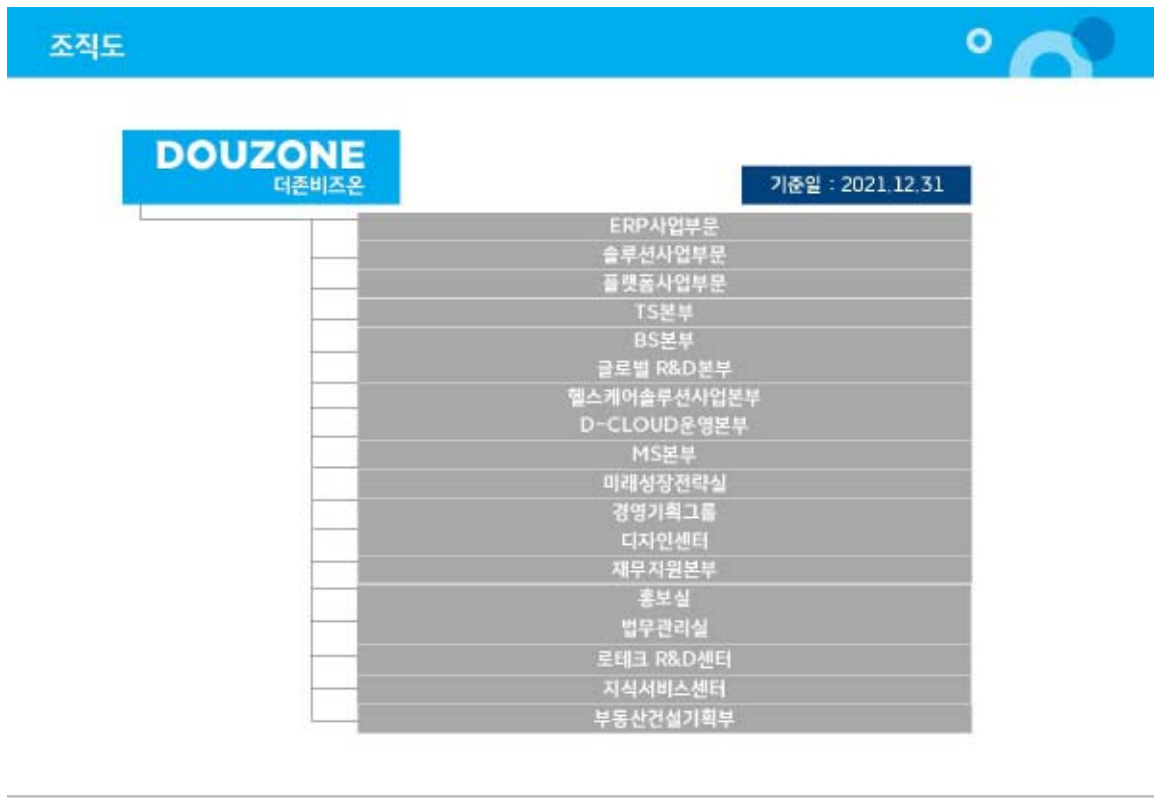 조직도
DOUZONE
더존비즈온
기준일 : 2021.12.31
ERP사업부문
솔루션사업부문
플랫폼사업부문
TS본부
BS본부
글로벌 R&D본부
헬스케어솔루션사업본부
D-CLOUD운영본부
MS본부
미래성장전략실
경영기획그룹
디자인센터
재무지원본부
홍보실
법무관리실
로테크 R&D센터
지식서비스센터
부동산건설기획부